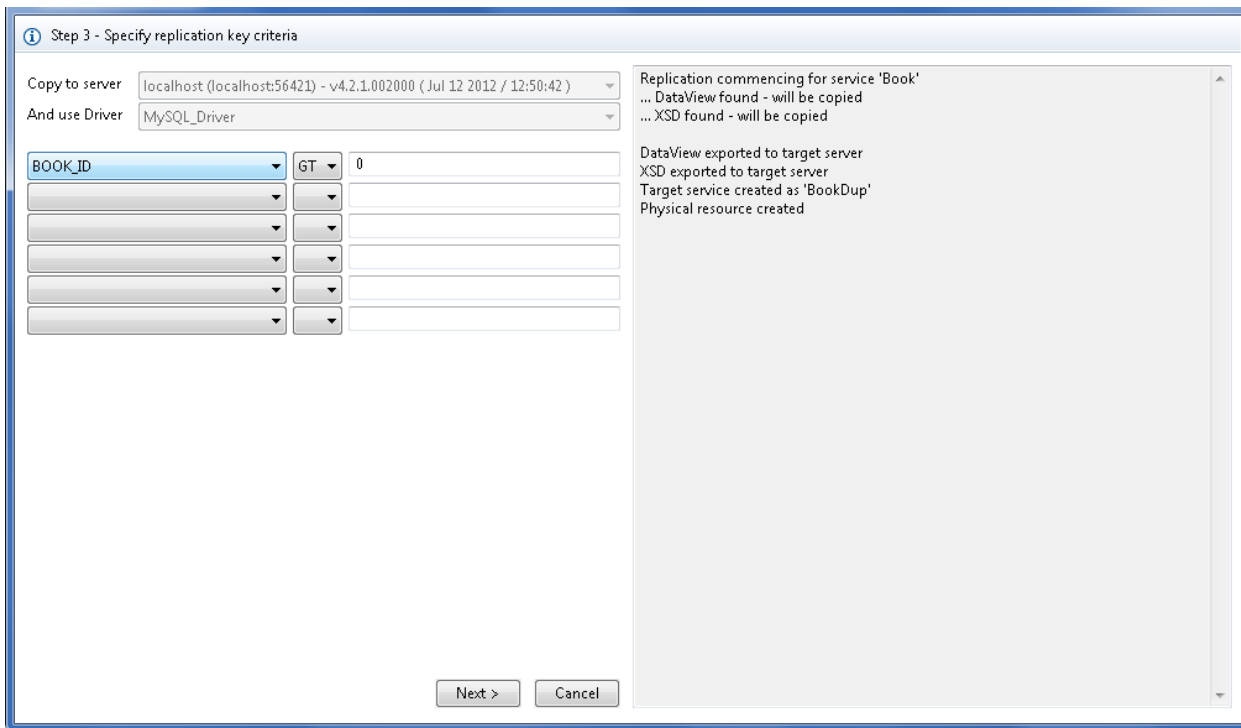 Step 3 - Specify replication key criteria
Copy to server
localhost (localhost:56421) - v4.2.1.002000 ( Jul 12 2012 / 12:50:42 )
And use Driver
MySQL_Driver
BOOK_ID
GT
0
Replication commencing for service 'Book'
... DataView found - will be copied
... XSD found - will be copied
DataView exported to target server
XSD exported to target server
Target service created as 'BookDup'
Physical resource created
Next >
Cancel